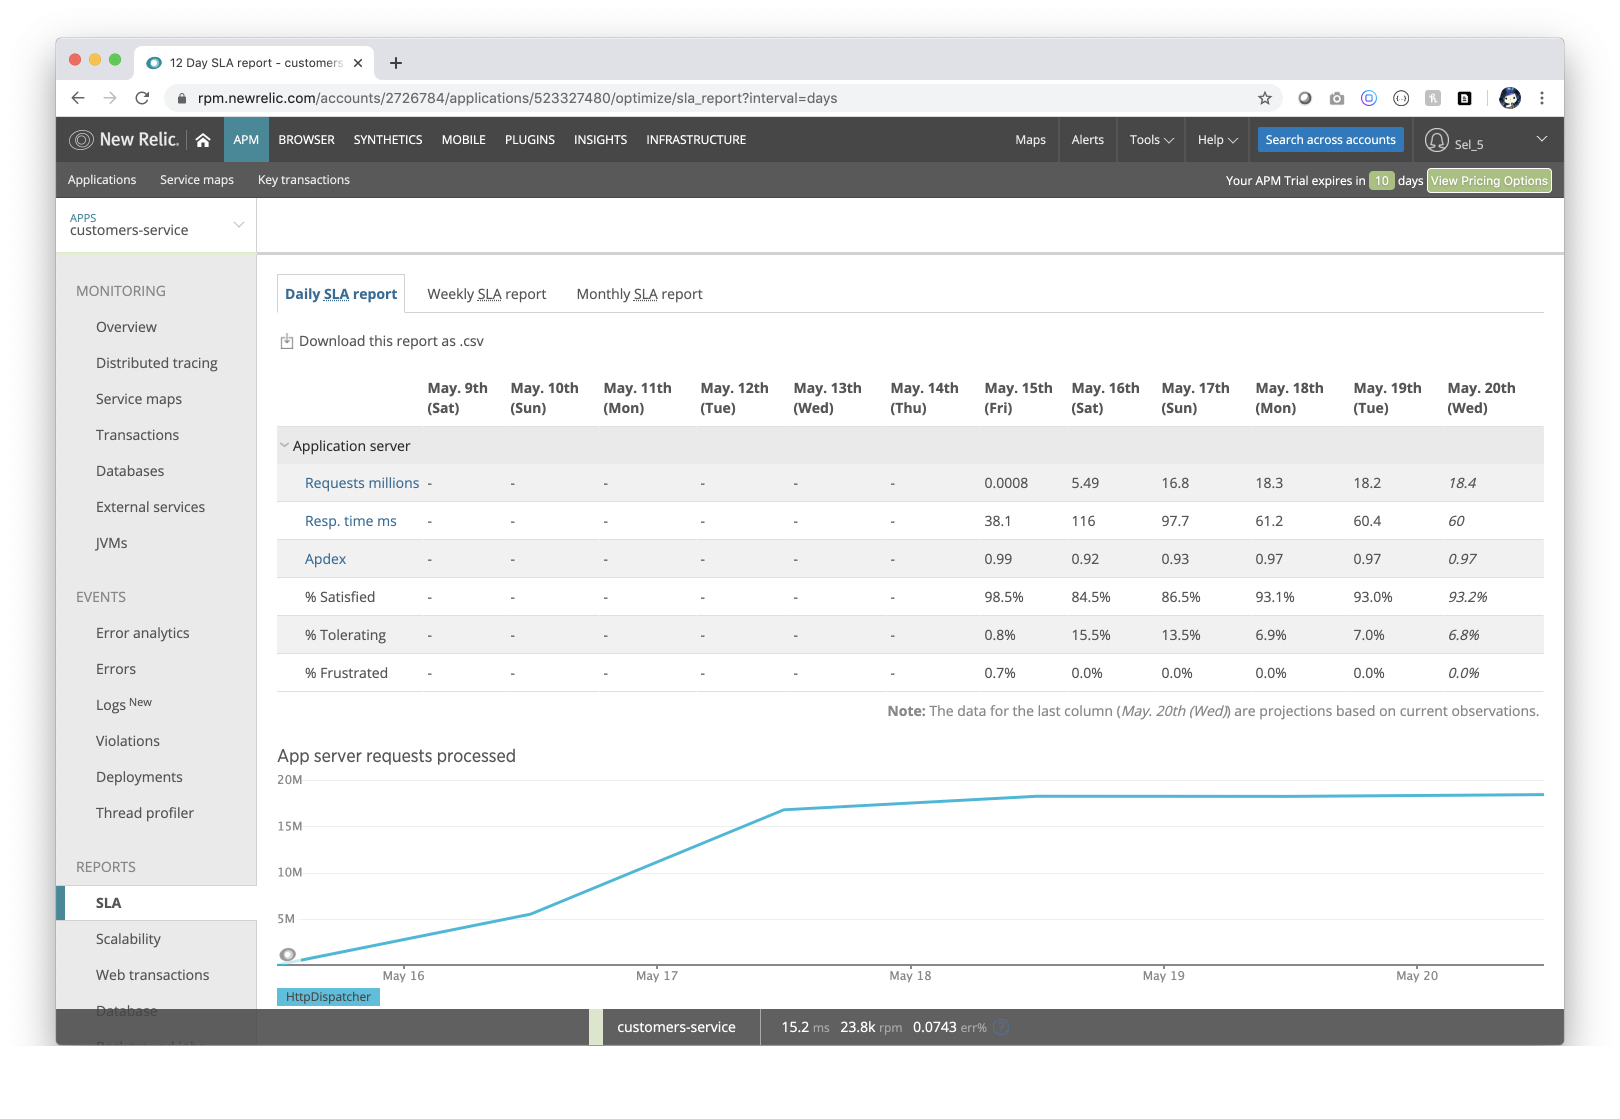 12 Day SLA report - customers
rpm.newrelic.com/accounts/2726784/applications/523327480/optimize/sla_report?interval=days
New Relic. APM BROWSER SYNTHETICS MOBILE PLUGINS INSIGHTS INFRASTRUCTURE Maps Alerts Tools Help Search across accounts Sel_5
Applications Service maps Key transactions Your APM Trial expires in 10 days View Pricing Options
APPS
customers-service
MONITORING
Overview
Distributed tracing
Service maps
Transactions
Databases
External services
JVMs
EVENTS
Error analytics
Errors
Logs New
Violations
Deployments
Thread profiler
REPORTS
SLA
Scalability
Web transactions
Database
Daily SLA report Weekly SLA report Monthly SLA report
Download this report as .csv
May. 9th May. 10th May. 11th May. 12th May. 13th May. 14th May. 15th May. 16th May. 17th May. 18th May. 19th May. 20th
(Sat) (Sun) (Mon) (Tue) (Wed) (Thu) (Fri) (Sat) (Sun) (Mon) (Tue) (Wed)
Application server
Requests millions - - - - - - 0.0008 5.49 16.8 18.3 18.2 18.4
Resp. time ms - - - - - - 38.1 116 97.7 61.2 60.4 60
Apdex - - - - - - 0.99 0.92 0.93 0.97 0.97 0.97
% Satisfied - - - - - - 98.5% 84.5% 86.5% 93.1% 93.0% 93.2%
% Tolerating - - - - - - 0.8% 15.5% 13.5% 6.9% 7.0% 6.8%
% Frustrated - - - - - - 0.7% 0.0% 0.0% 0.0% 0.0% 0.0%
Note: The data for the last column (May. 20th (Wed)) are projections based on current observations.
App server requests processed
20M
15M
10M
5M
May 16 May 17 May 18 May 19 May 20
HttpDispatcher
customers-service 15.2 ms 23.8k rpm 0.0743 err% ?